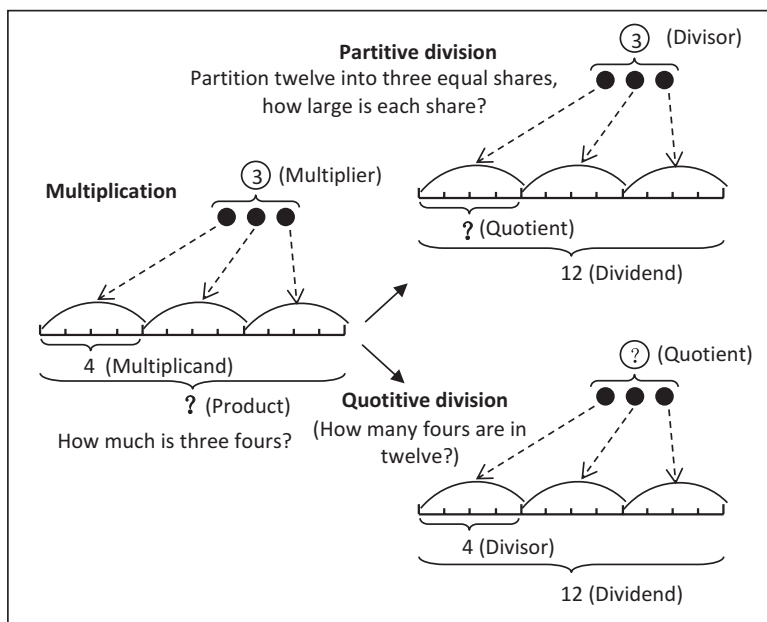 Multiplication
3 (Multiplier)
4 (Multiplicand)
? (Product)
How much is three fours?
3 (Divisor)
Partitive division
Partition twelve into three equal shares,
how large is each share?
? (Quotient)
12 (Dividend)
? (Quotient)
Quotitive division
(How many fours are in
twelve?)
4 (Divisor)
12 (Dividend)